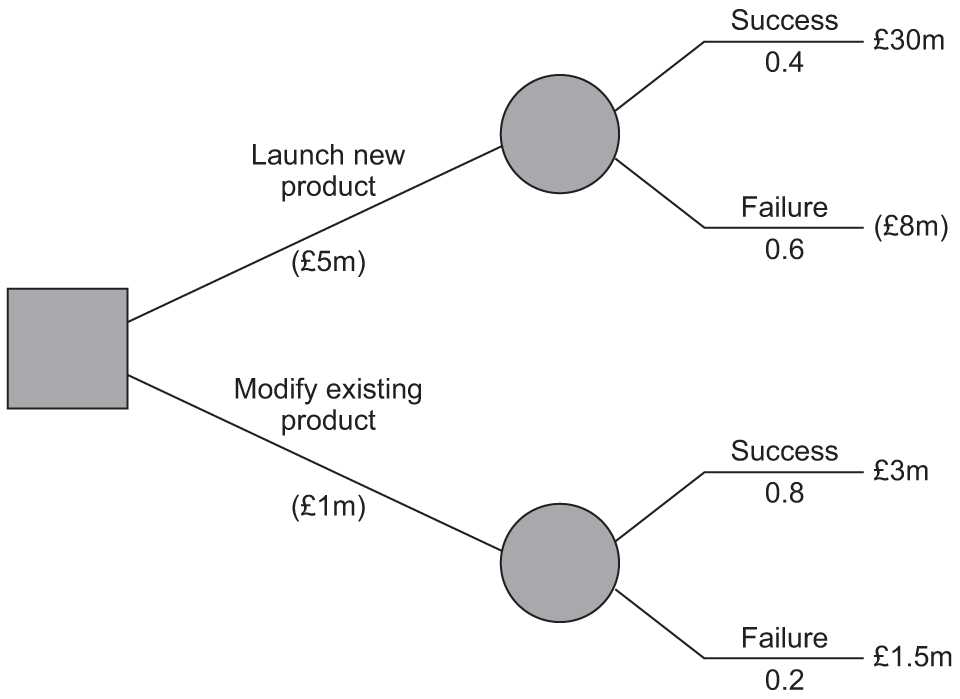 Success
£30m
0.4
Launch new
product
(£5m)
Failure
(£8m)
0.6
Modify existing
product
(£1m)
Success
£3m
0.8
Failure
£1.5m
0.2